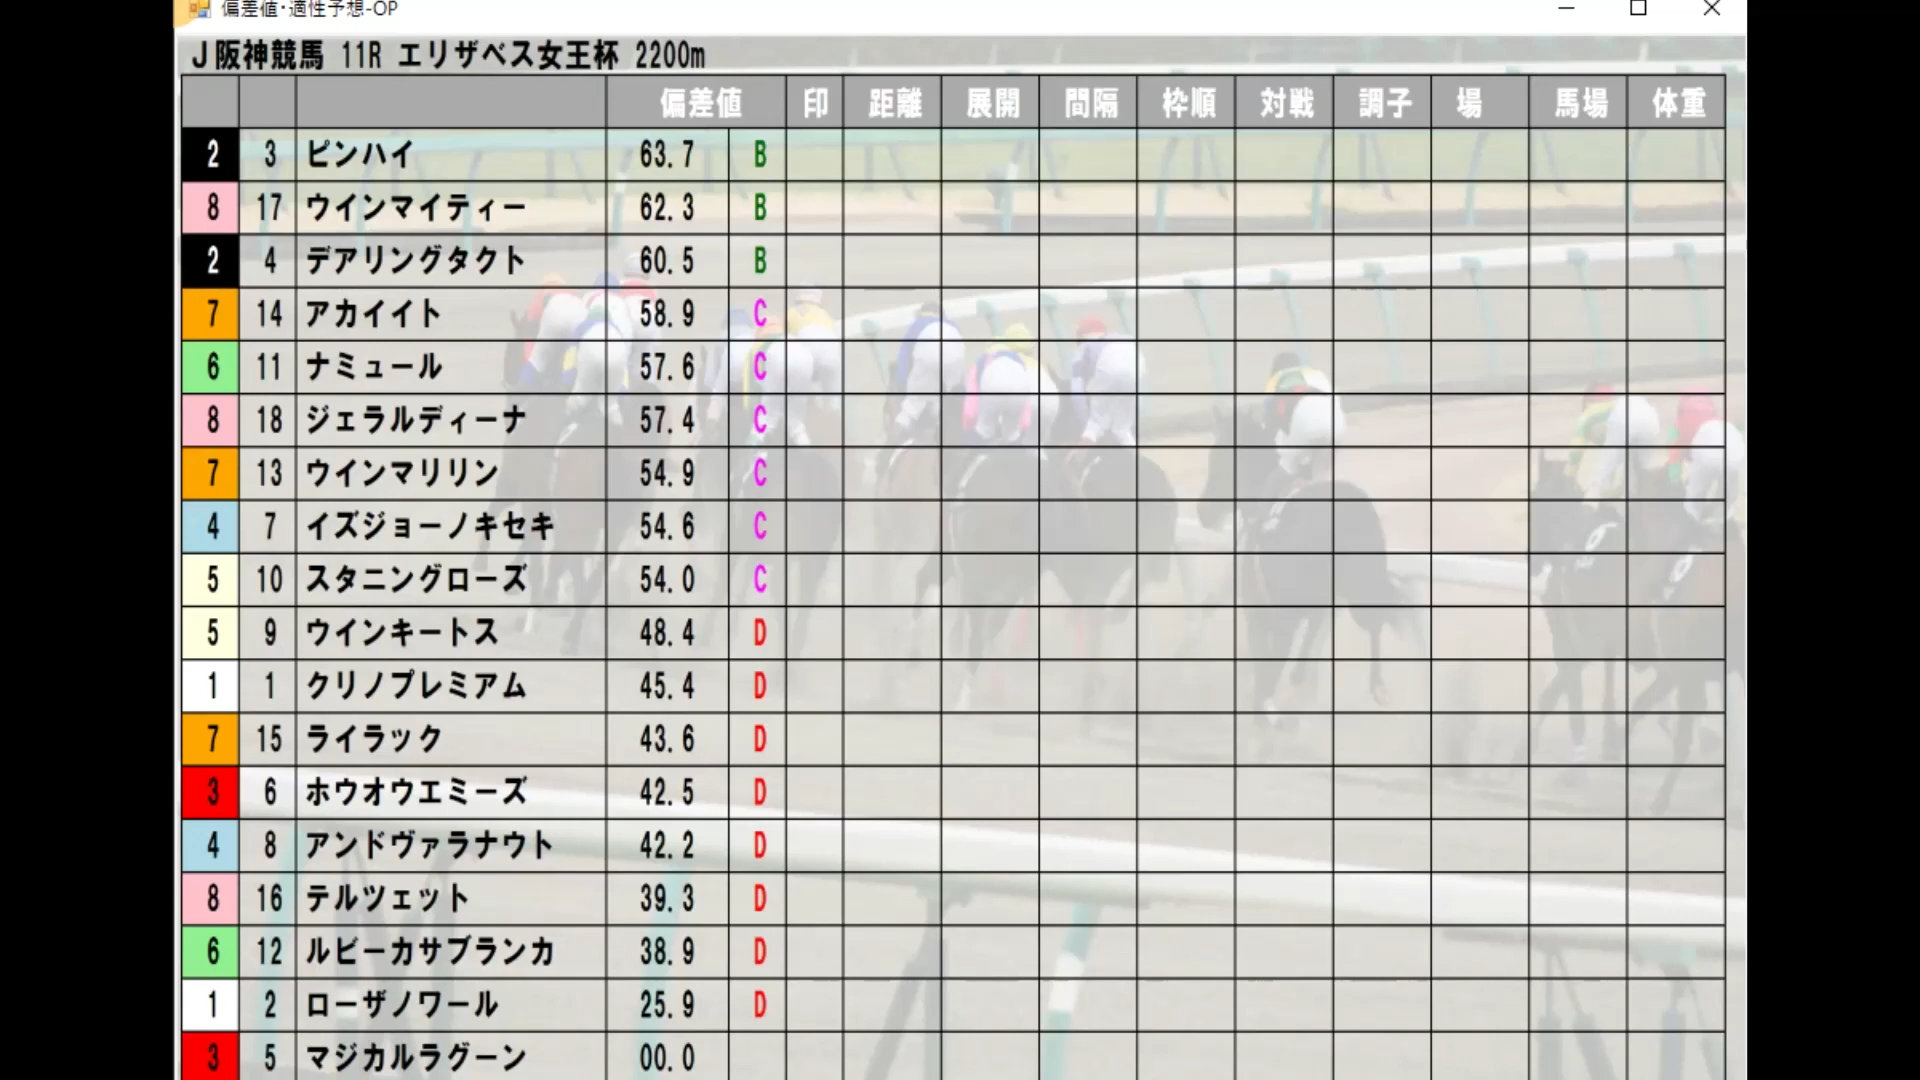 偏差値・適性予想-OP
J阪神競馬 11R エリザベス女王杯 2200m
偏差値 印 距離 展開 間隔 枠順 対戦 調子 場 馬場 体重
2 3 ピンハイ 63.7 B
8 17 ウインマイティー 62.3 B
2 4 デアリングタクト 60.5 B
7 14 アカイイト 58.9 C
6 11 ナミュール 57.6 C
8 18 ジェラルディーナ 57.4 C
7 13 ウインマリリン 54.9 C
4 7 イズジョーノキセキ 54.6 C
5 10 スタニングローズ 54.0 C
5 9 ウインキートス 48.4 D
1 1 クリノプレミアム 45.4 D
7 15 ライラック 43.6 D
3 6 ホウオウエミーズ 42.5 D
4 8 アンドヴァラナウト 42.2 D
8 16 テルツェット 39.3 D
6 12 ルビーカサブランカ 38.9 D
1 2 ローザノワール 25.9 D
3 5 マジカルラグーン 00.0